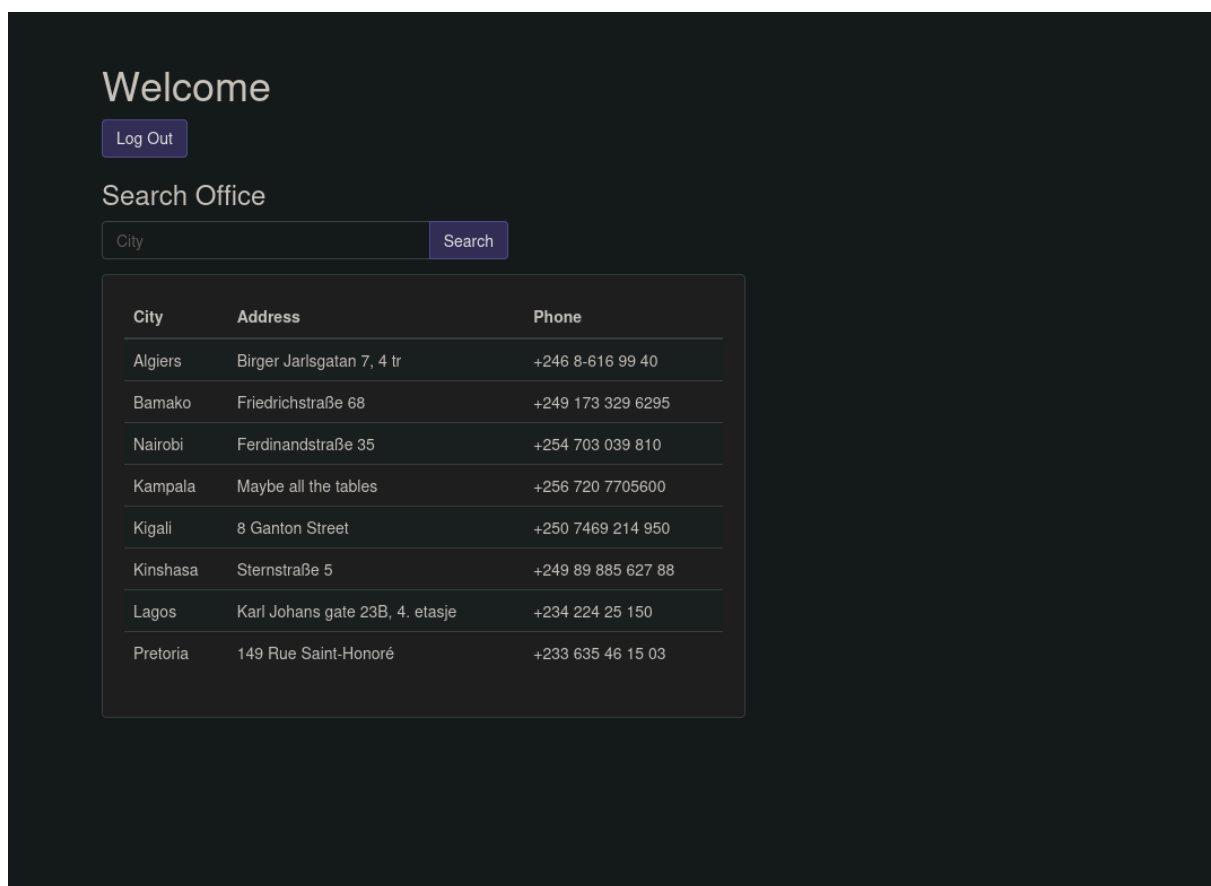 Welcome
Log Out
Search Office
City Search
City Address Phone
Algiers Birger Jarlsgatan 7, 4 tr +246 8-616 99 40
Bamako Friedrichstraße 68 +249 173 329 6295
Nairobi Ferdinandstraße 35 +254 703 039 810
Kampala Maybe all the tables +256 720 7705600
Kigali 8 Ganton Street +250 7469 214 950
Kinshasa Sternstraße 5 +249 89 885 627 88
Lagos Karl Johans gate 23B, 4. etasje +234 224 25 150
Pretoria 149 Rue Saint-Honoré +233 635 46 15 03